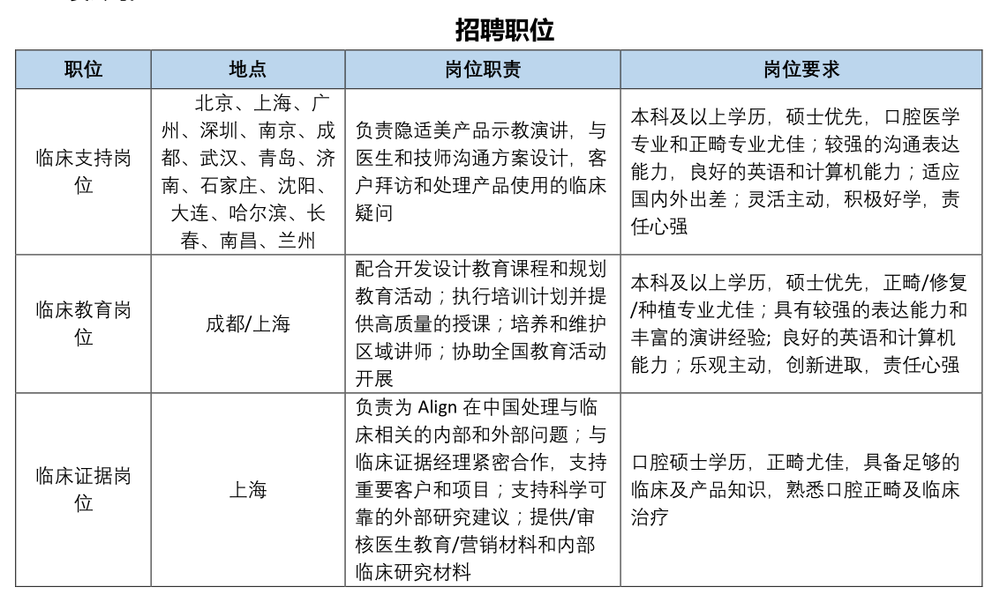 招聘职位
职位
地点
岗位职责
岗位要求
临床支持岗
位
北京、上海、广
州、深圳、南京、成
都、武汉、青岛、济
南、石家庄、沈阳、
大连、哈尔滨、长
春、南昌、兰州
负责隐适美产品示教演讲，与
医生和技师沟通方案设计，客
户拜访和处理产品使用的临床
疑问
本科及以上学历，硕士优先，口腔医学
专业和正畸专业尤佳；较强的沟通表达
能力，良好的英语和计算机能力；适应
国内外出差；灵活主动，积极好学，责
任心强
临床教育岗
位
成都/上海
配合开发设计教育课程和规划
教育活动；执行培训计划并提
供高质量的授课；培养和维护
区域讲师；协助全国教育活动
开展
本科及以上学历，硕士优先，正畸/修复
/种植专业尤佳；具有较强的表达能力和
丰富的演讲经验; 良好的英语和计算机
能力；乐观主动，创新进取，责任心强
临床证据岗
位
上海
负责为 Align 在中国处理与临
床相关的内部和外部问题；与
临床证据经理紧密合作，支持
重要客户和项目；支持科学可
靠的外部研究建议；提供/审
核医生教育/营销材料和内部
临床研究材料
口腔硕士学历，正畸尤佳，具备足够的
临床及产品知识，熟悉口腔正畸及临床
治疗